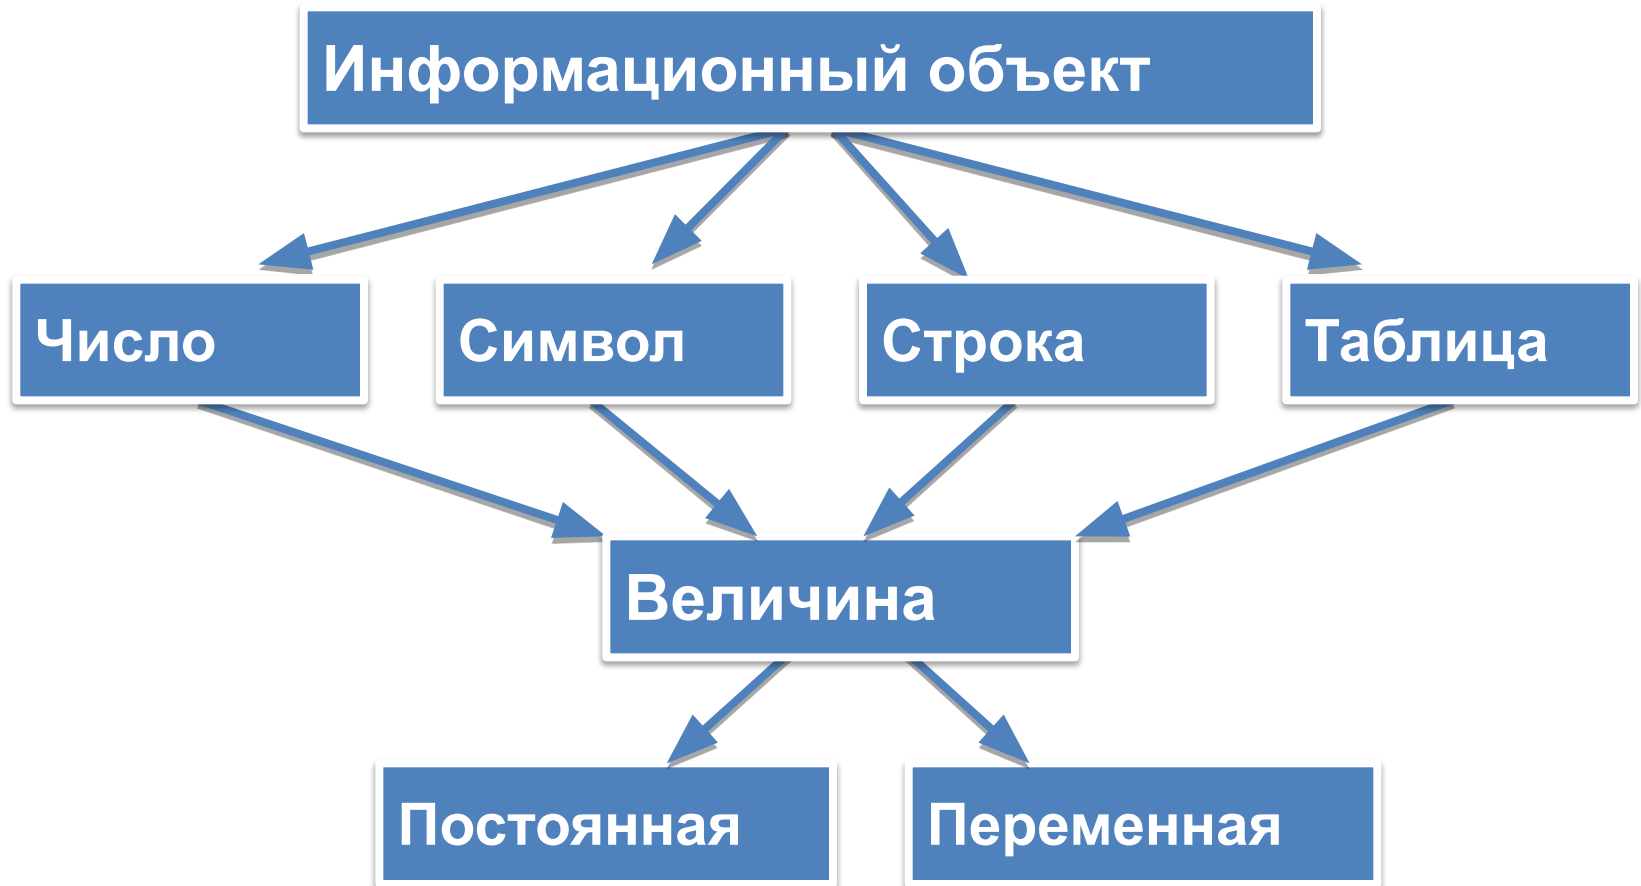 Информационный объект
Число
Символ
Строка
Таблица
Величина
Постоянная
Переменная